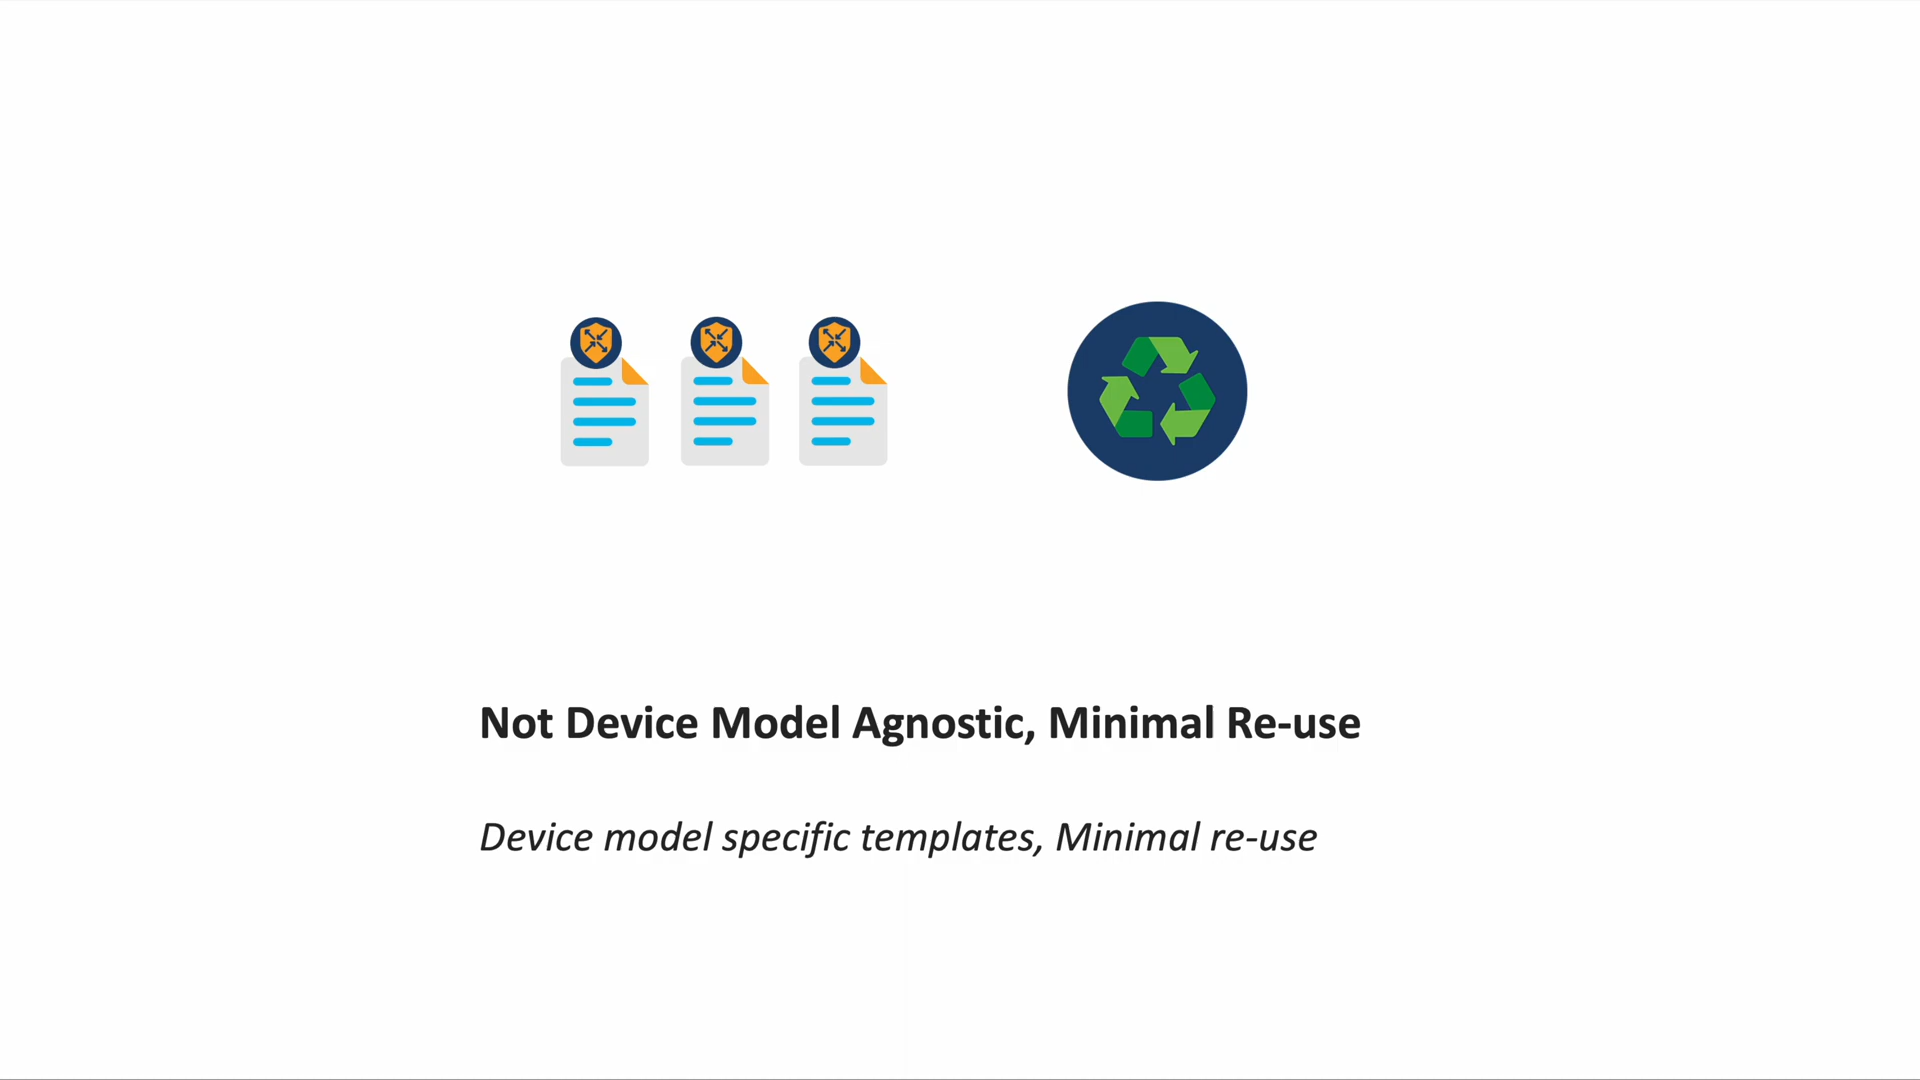 Not Device Model Agnostic, Minimal Re-use
Device model specific templates, Minimal re-use